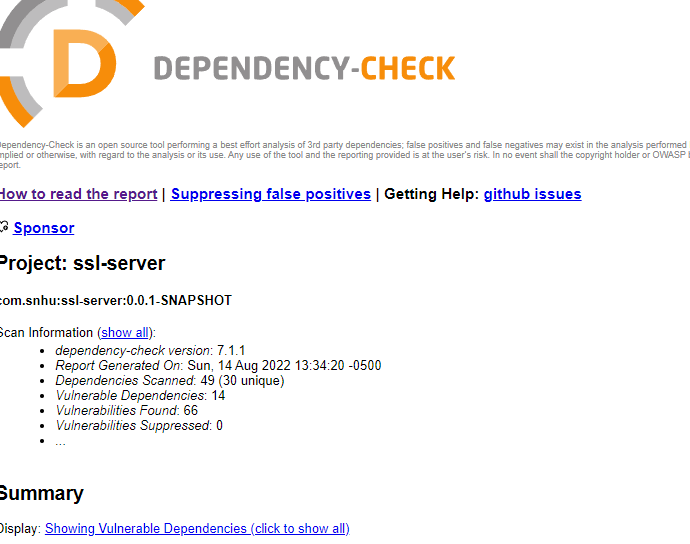 D DEPENDENCY-CHECK
Dependency-Check is an open source tool performing a best effort analysis of 3rd party dependencies; false positives and false negatives may exist in the analysis performed
implied or otherwise, with regard to the analysis or its use. Any use of the tool and the reporting provided is at the user's risk. In no event shall the copyright holder or OWASP
report.
How to read the report | Suppressing false positives | Getting Help: github issues
Sponsor
Project: ssl-server
com.snhu:ssl-server:0.0.1-SNAPSHOT
Scan Information (show all):
• dependency-check version: 7.1.1
• Report Generated On: Sun, 14 Aug 2022 13:34:20 -0500
• Dependencies Scanned: 49 (30 unique)
• Vulnerable Dependencies: 14
• Vulnerabilities Found: 66
• Vulnerabilities Suppressed: 0
• ...
Summary
Display: Showing Vulnerable Dependencies (click to show all)